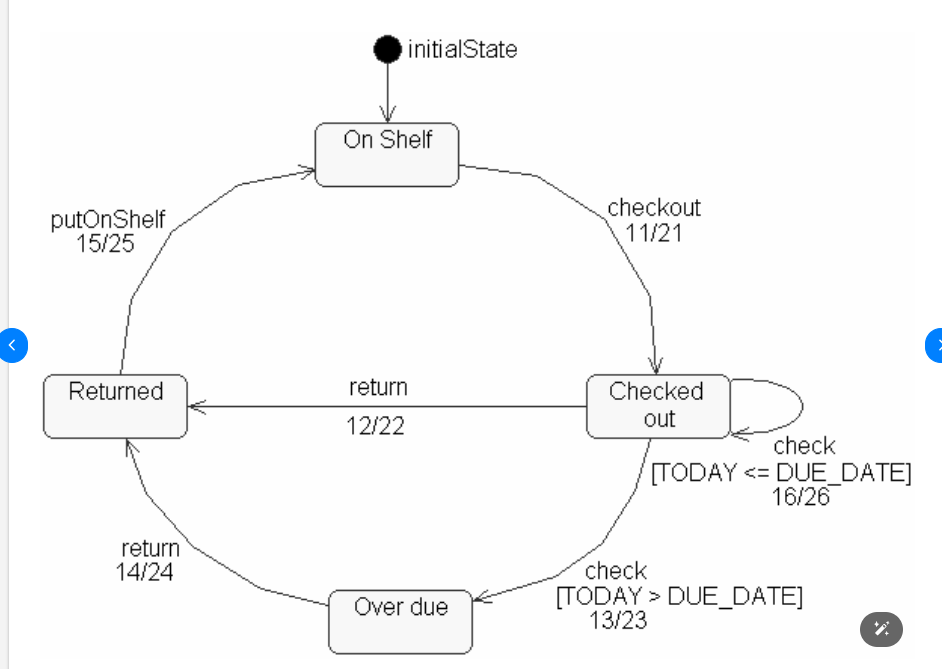 initialState
On Shelf
putOnShelf
15/25
checkout
11/21
Returned
return
12/22
Checked
out
check
[TODAY <= DUE_DATE]
16/26
return
14/24
Over due
check
[TODAY > DUE_DATE]
13/23